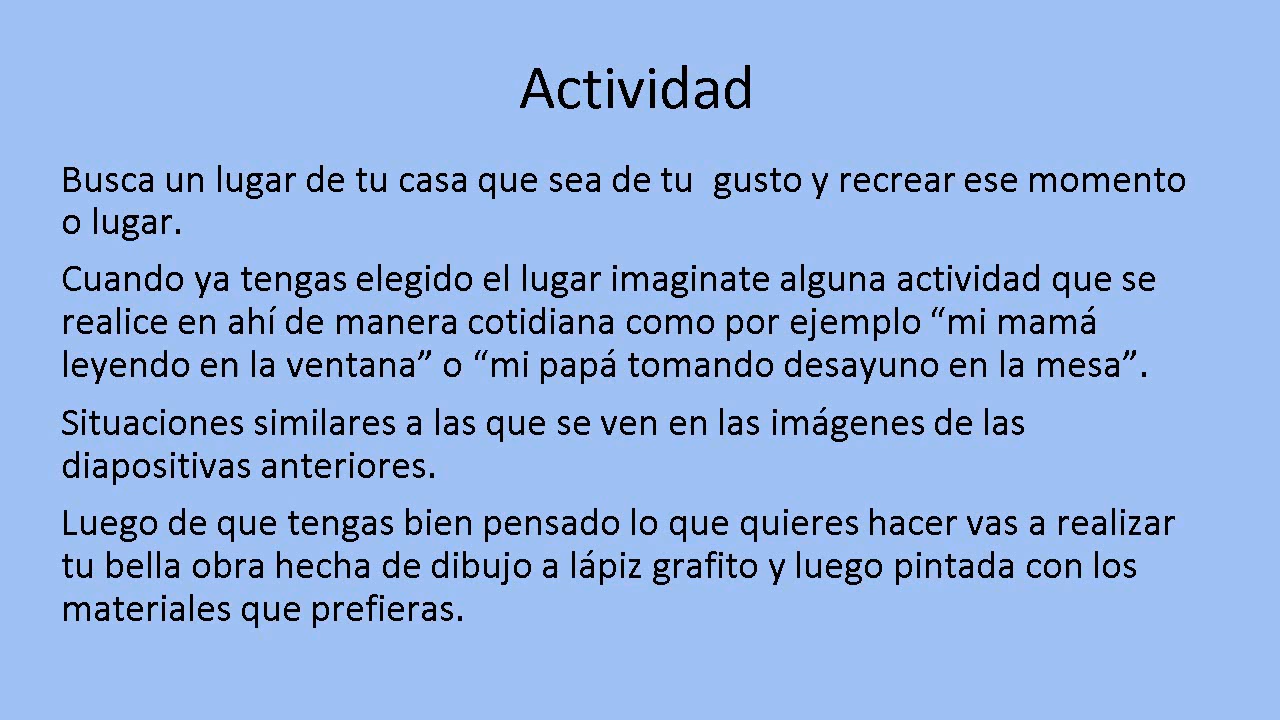 Actividad
Busca un lugar de tu casa que sea de tu  gusto y recrear ese momento
o lugar.
Cuando ya tengas elegido el lugar imaginate alguna actividad que se
realice en ahí de manera cotidiana como por ejemplo “mi mamá
leyendo en la ventana” o “mi papá tomando desayuno en la mesa”.
Situaciones similares a las que se ven en las imágenes de las
diapositivas anteriores.
Luego de que tengas bien pensado lo que quieres hacer vas a realizar
tu bella obra hecha de dibujo a lápiz grafito y luego pintada con los
materiales que prefieras.